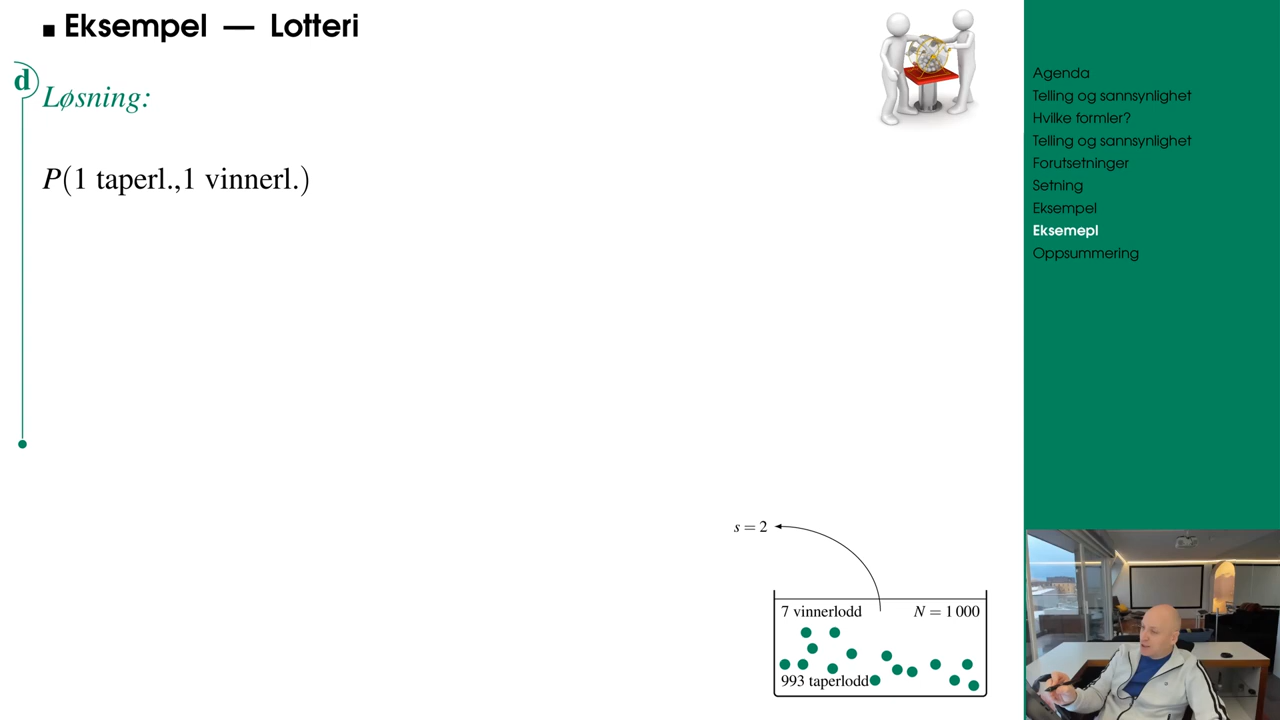 Eksempel — Lotteri
d
Løsning:
P(1 taperl.,1 vinnerl.)
s = 2
7 vinnerlodd N = 1 000
993 taperlodd
Agenda
Telling og sannsynlighet
Hvilke formler?
Telling og sannsynlighet
Forutsetninger
Setning
Eksempel
Eksemepl
Oppsummering